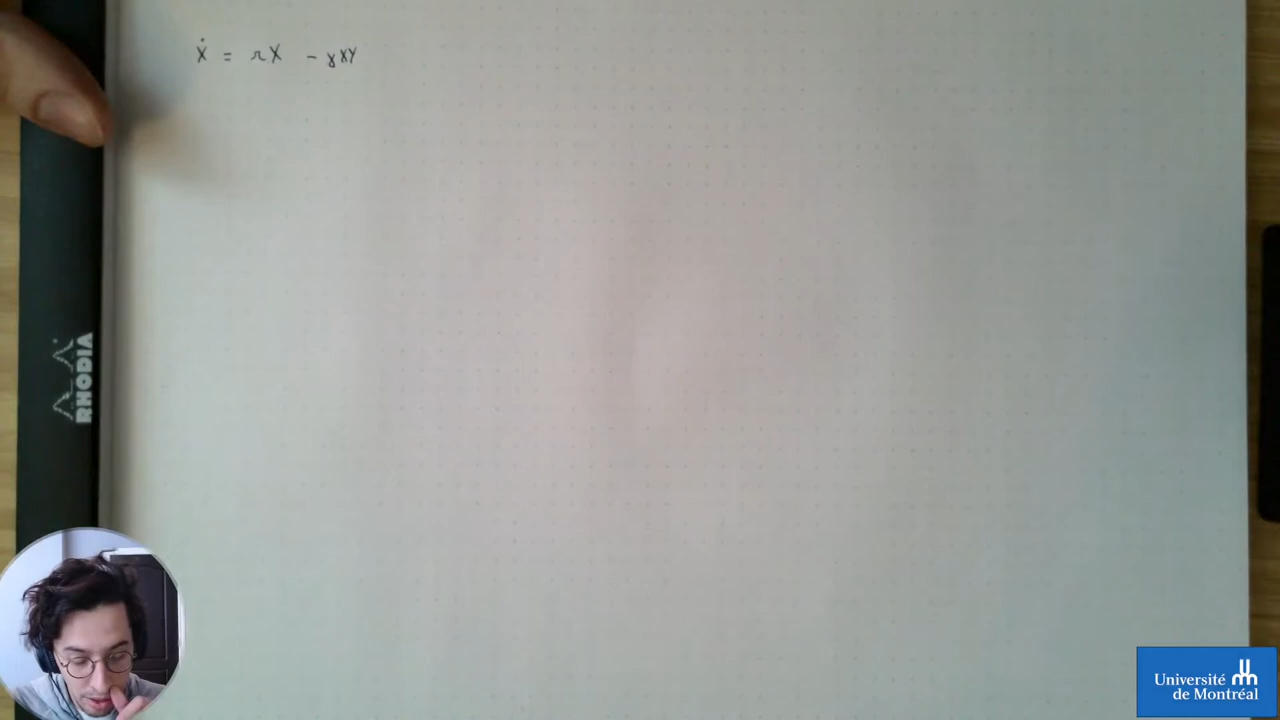 ẋ = rX - γXY
RHODIA
Université
de Montréal